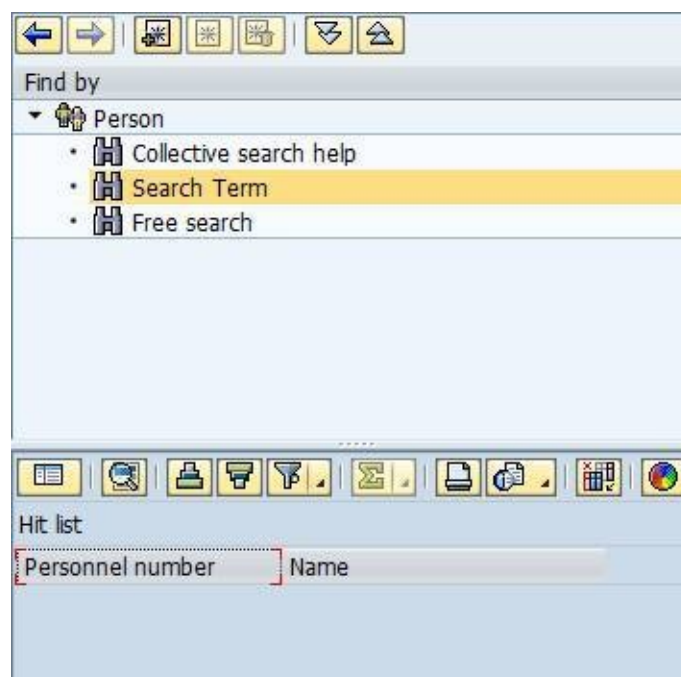 Find by
Person
Collective search help
Search Term
Free search
Hit list
Personnel number Name